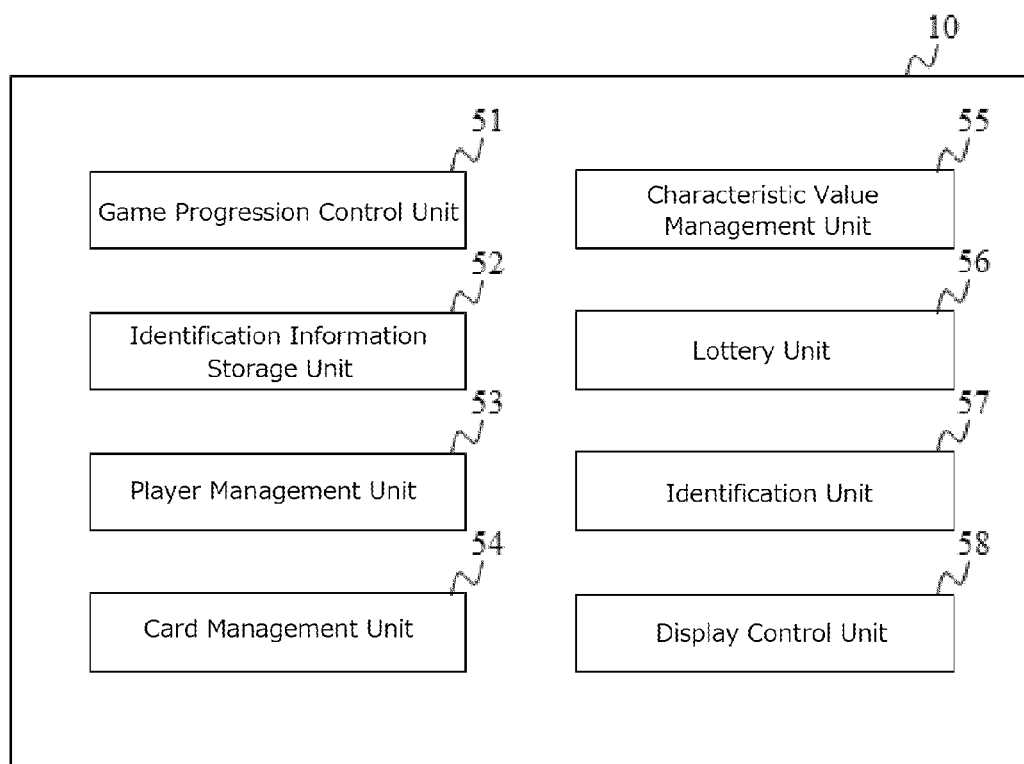 10
51
Game Progression Control Unit
52
Identification Information
Storage Unit
53
Player Management Unit
54
Card Management Unit
55
Characteristic Value
Management Unit
56
Lottery Unit
57
Identification Unit
58
Display Control Unit